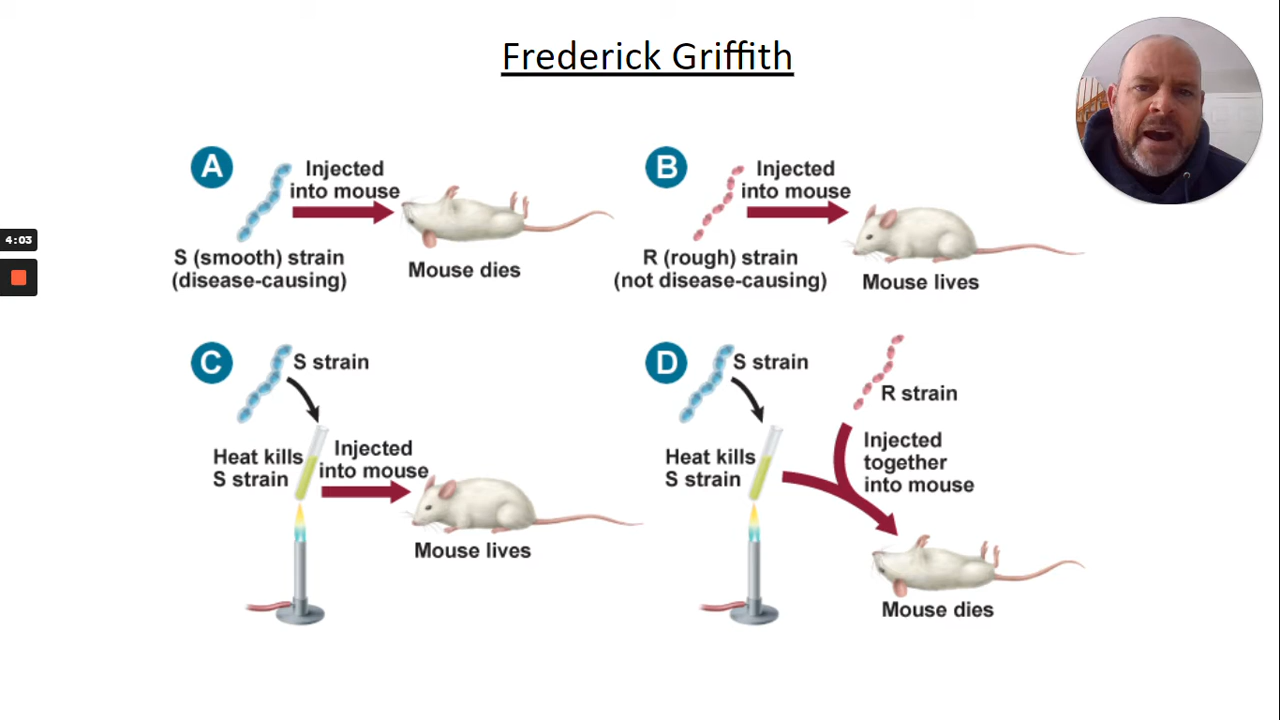 Frederick Griffith
4:03
A
Injected
into mouse
S (smooth) strain
(disease-causing)
Mouse dies
B
Injected
into mouse
R (rough) strain
(not disease-causing)
Mouse lives
C
S strain
Heat kills
S strain
Injected
into mouse
Mouse lives
D
S strain
R strain
Heat kills
S strain
Injected
together
into mouse
Mouse dies